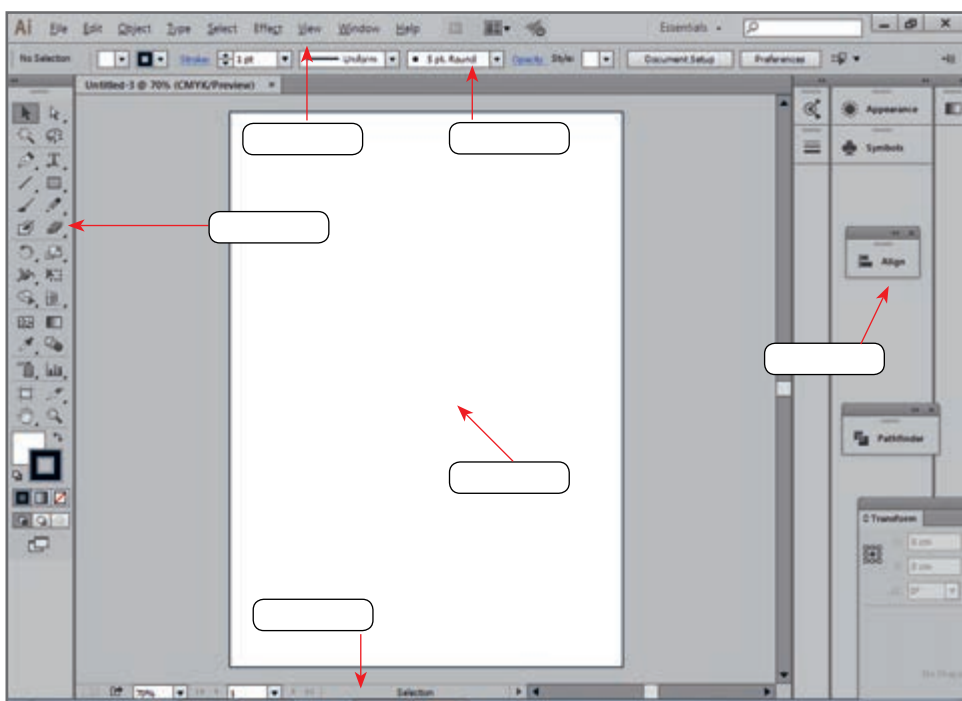 Ai File Edit Object Type Select Effect View Window Help Essentials
No Selection Stroke: 1 pt Uniform 5 pt. Round Opacity Style: Document Setup Preferences
Untitled-3 @ 70% (CMYK/Preview) ×
Appearance
Symbols
Align
Pathfinder
Transform
0 cm
0 cm
0°
70% 1 Selection